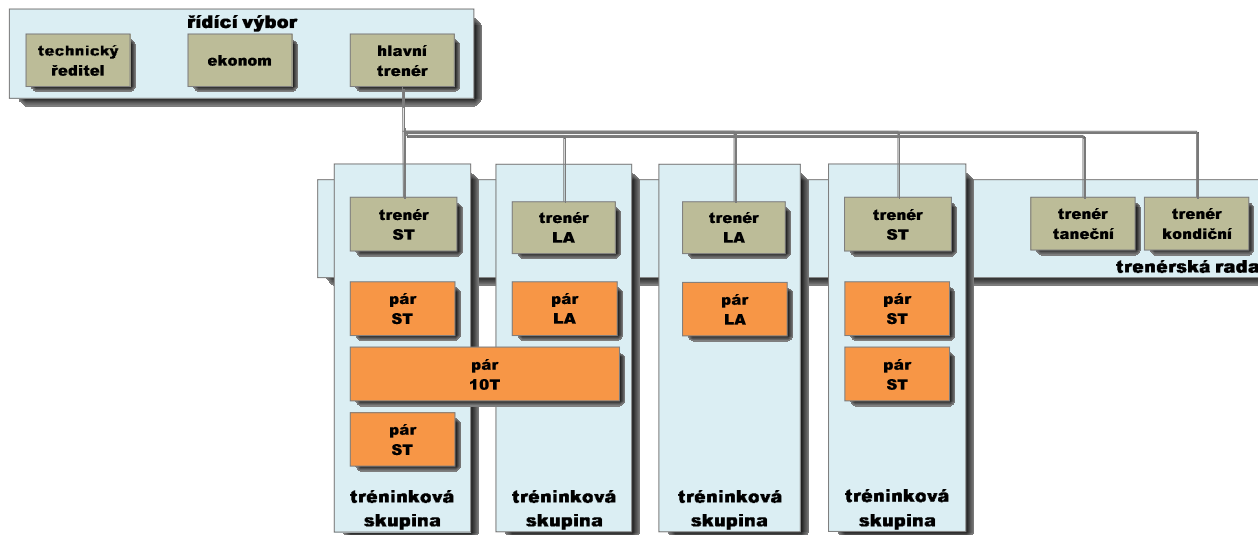 řídící výbor
technický
ředitel
ekonom
hlavní
trenér
trenér
ST
trenér
LA
trenér
LA
trenér
ST
trenér
taneční
trenér
kondiční
trenérská rada
pár
ST
pár
LA
pár
LA
pár
ST
pár
10T
pár
ST
pár
ST
tréninková
skupina
tréninková
skupina
tréninková
skupina
tréninková
skupina